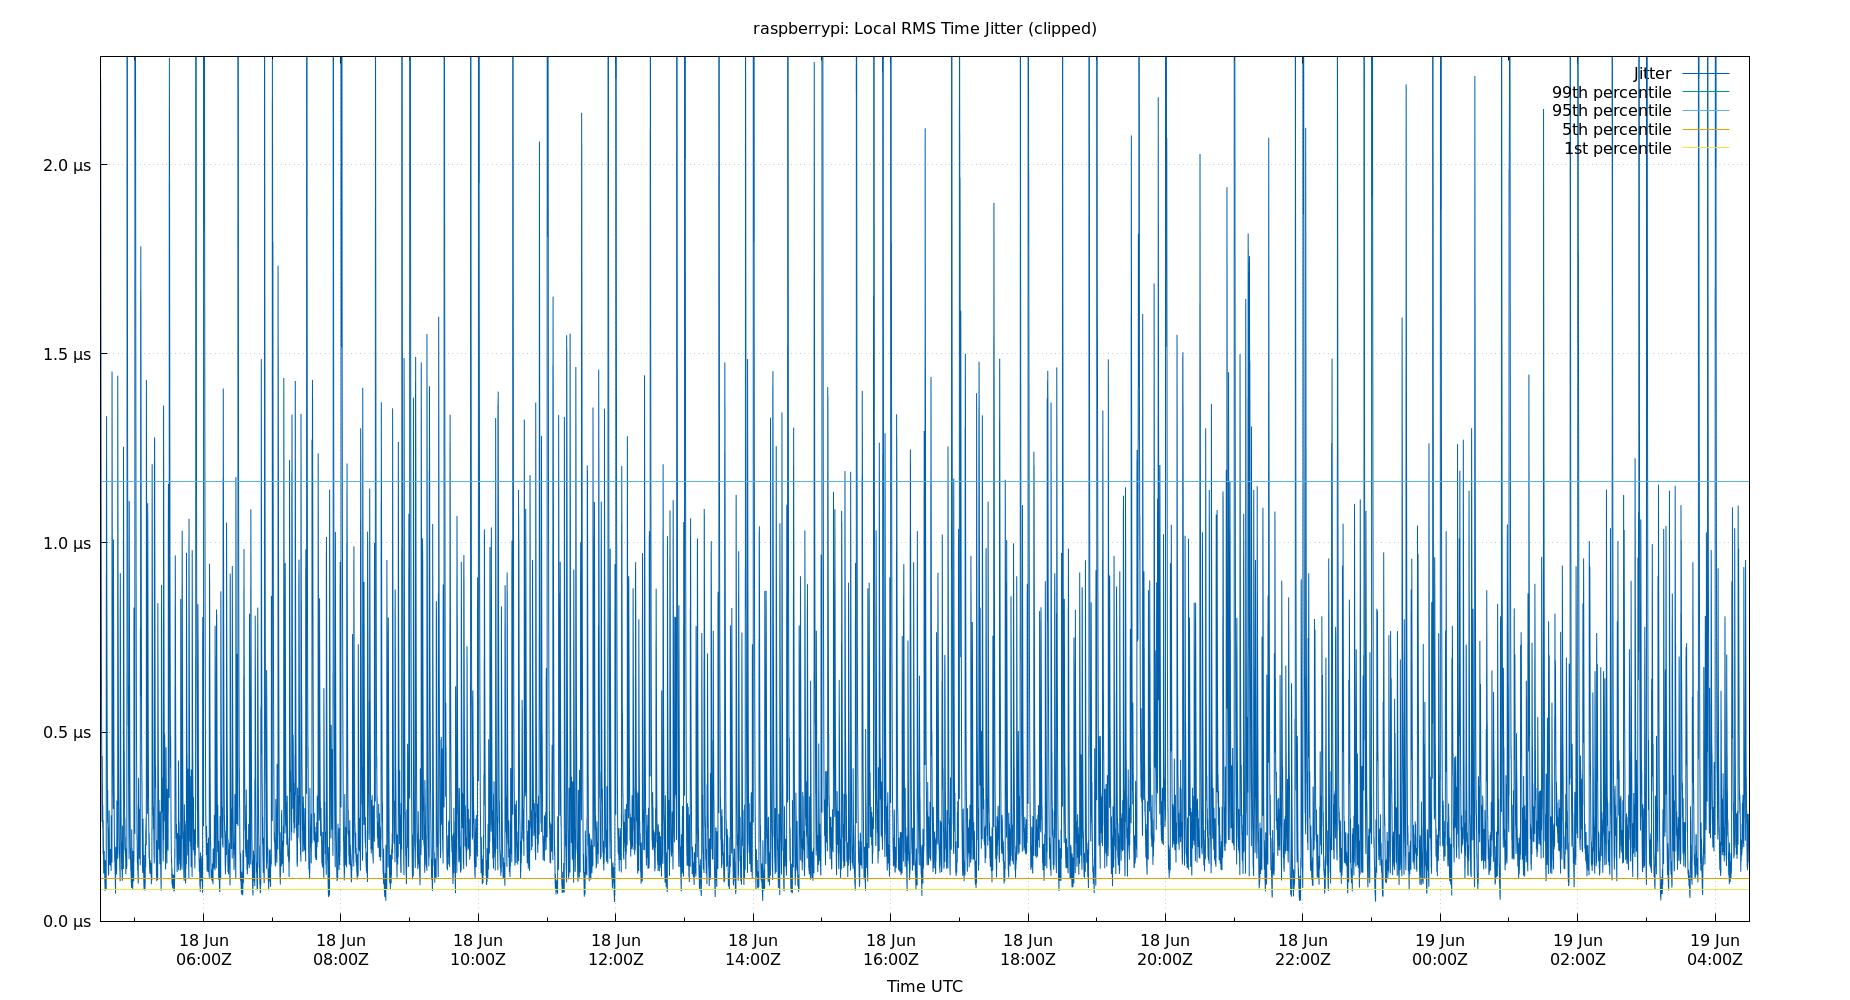 raspberrypi: Local RMS Time Jitter (clipped)
Jitter
99th percentile
95th percentile
5th percentile
1st percentile
2.0 µs
1.5 µs
1.0 µs
0.5 µs
0.0 µs
18 Jun 18 Jun 18 Jun 18 Jun 18 Jun 18 Jun 18 Jun 18 Jun 18 Jun 19 Jun 19 Jun 19 Jun
06:00Z 08:00Z 10:00Z 12:00Z 14:00Z 16:00Z 18:00Z 20:00Z 22:00Z 00:00Z 02:00Z 04:00Z
Time UTC